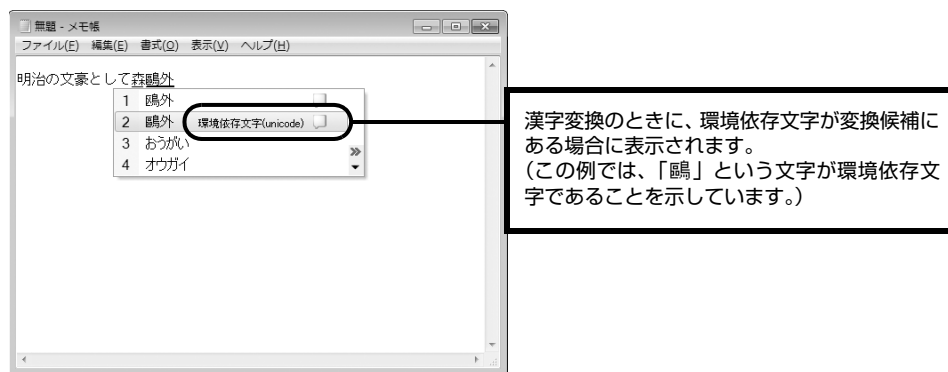 無題 - メモ帳
ファイル(F) 編集(E) 書式(O) 表示(V) ヘルプ(H)
明治の文豪として森鷗外
1 鴎外
2 鷗外 環境依存文字(unicode)
3 おうがい
4 オウガイ
漢字変換のときに、環境依存文字が変換候補に
ある場合に表示されます。
(この例では、「鷗」という文字が環境依存文
字であることを示しています。)